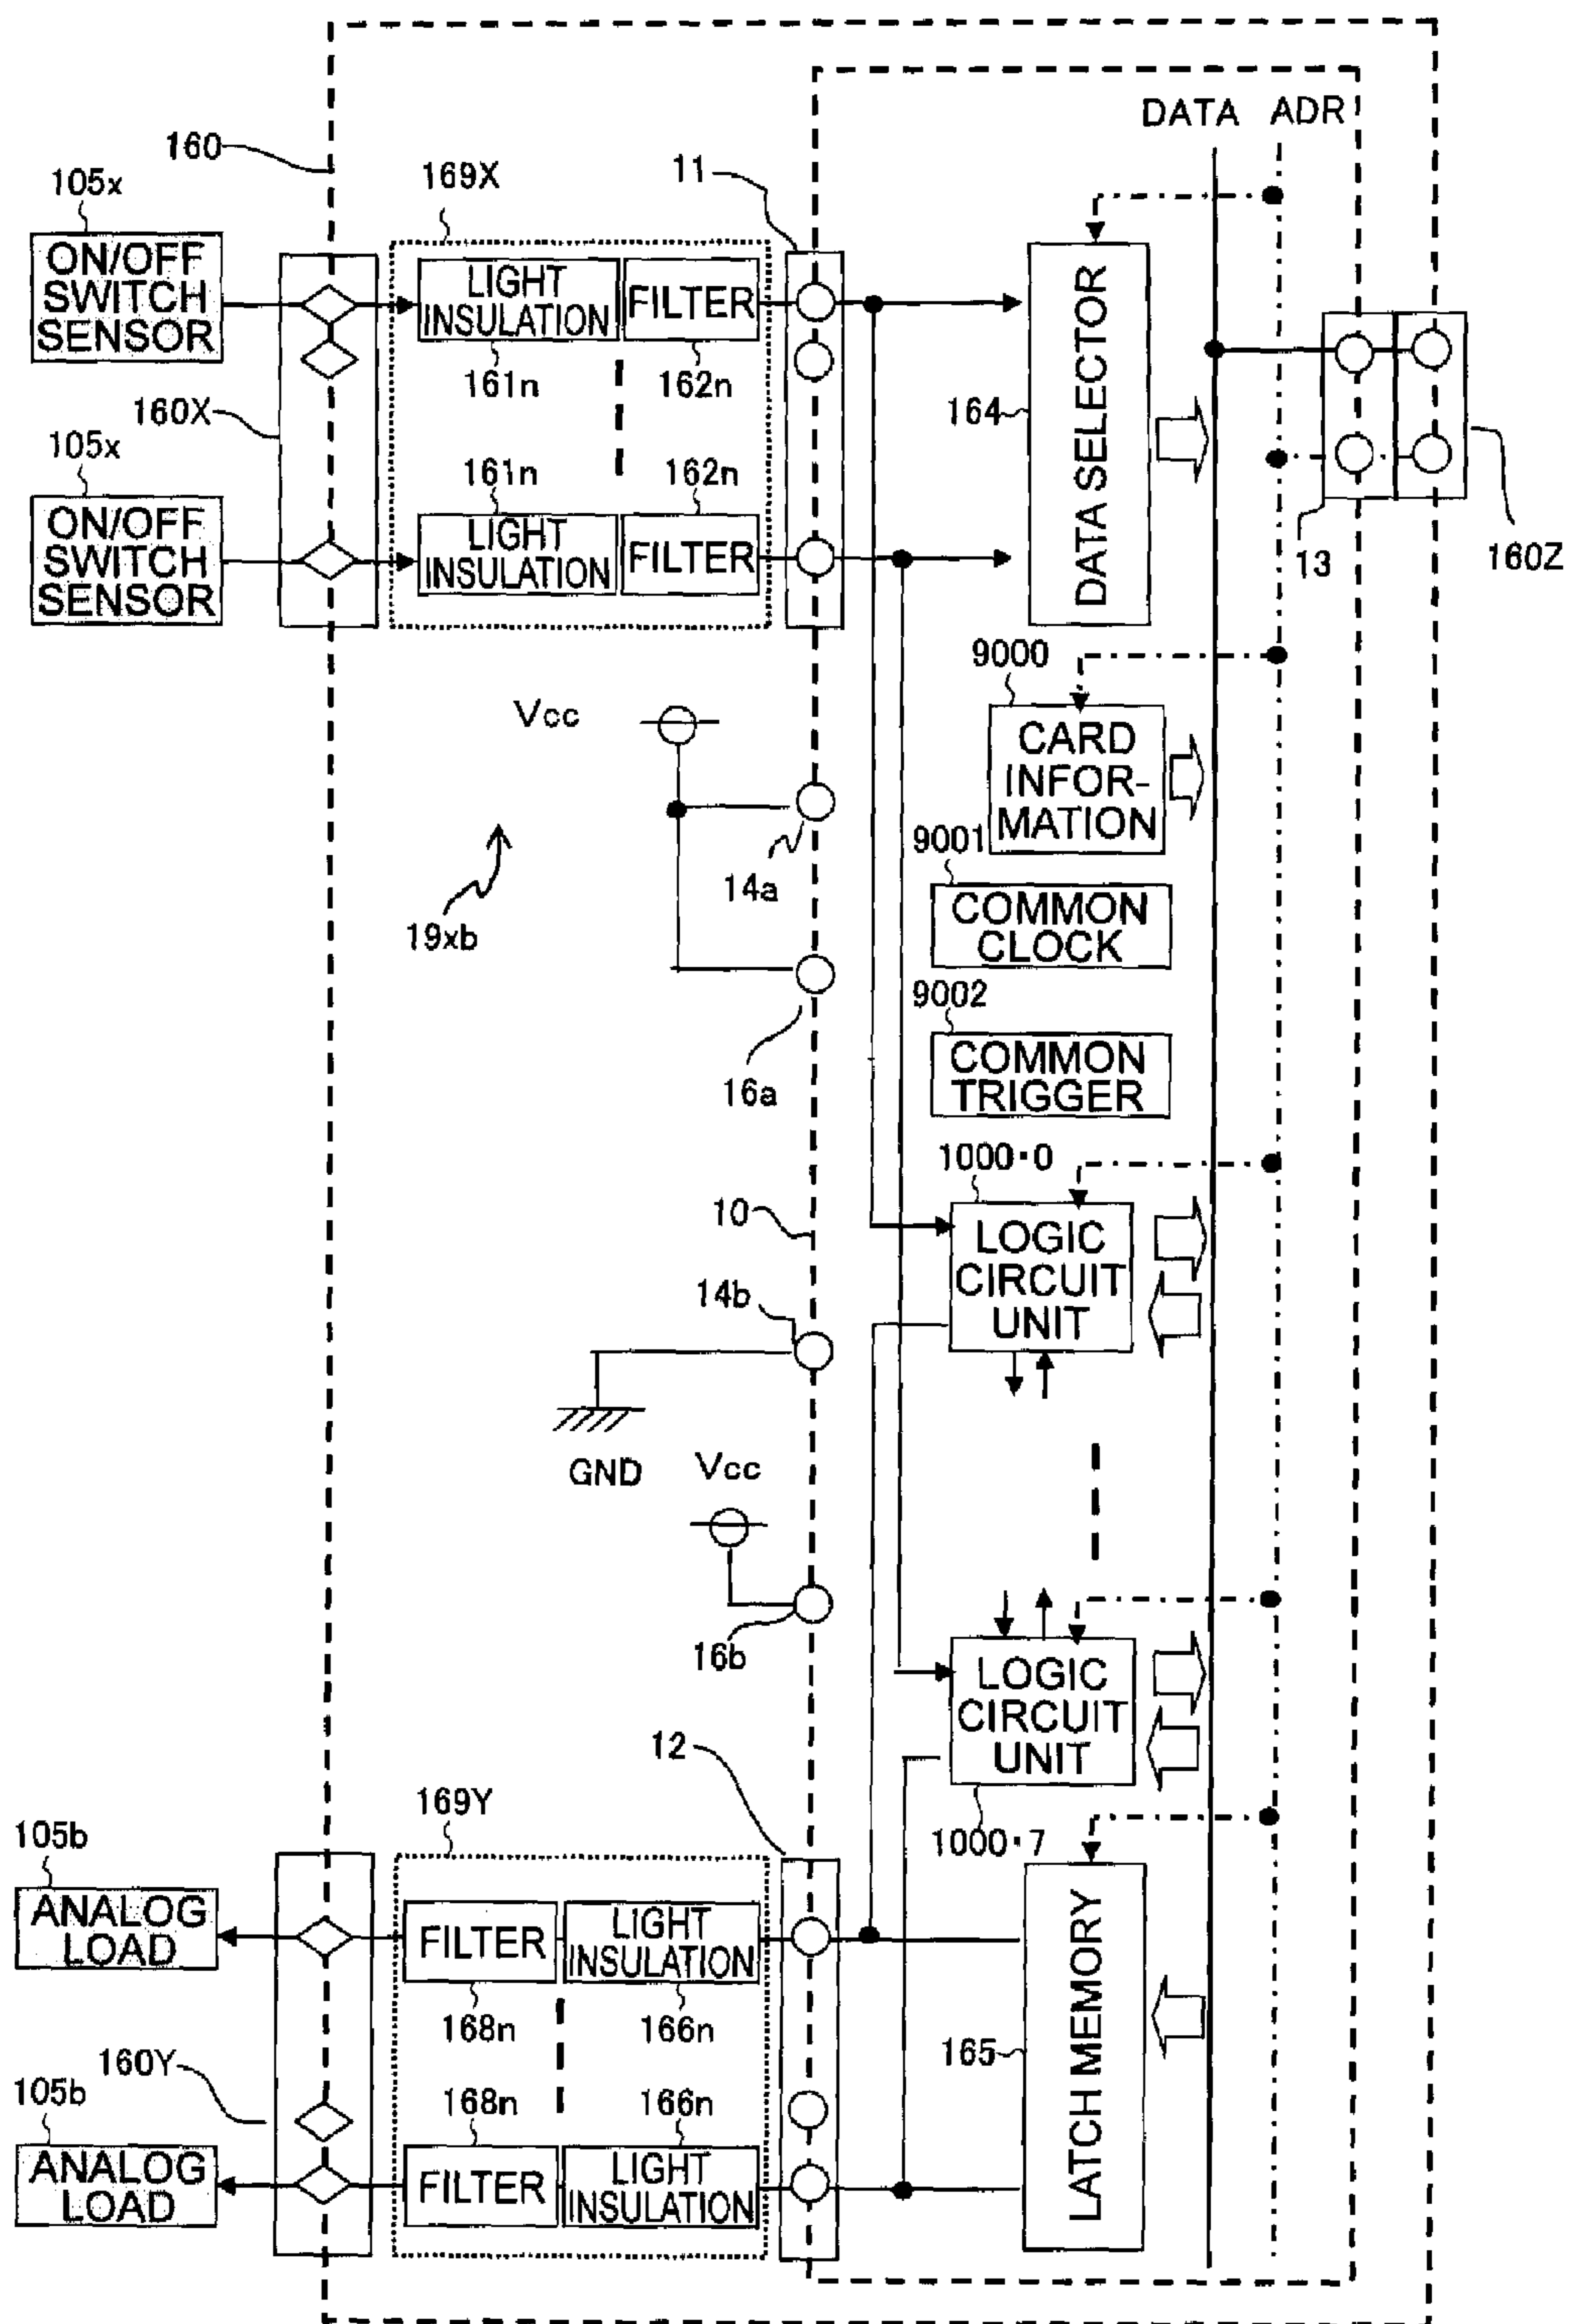 DATA ADR
160
105x
169X
11
ON/OFF
SWITCH
SENSOR
LIGHT
INSULATION
FILTER
DATA SELECTOR
161n
162n
160X
164
105x
161n
162n
ON/OFF
SWITCH
SENSOR
LIGHT
INSULATION
FILTER
13
160Z
9000
Vcc
CARD
INFOR-
MATION
9001
14a
COMMON
CLOCK
19xb
9002
16a
COMMON
TRIGGER
1000・0
10
LOGIC
CIRCUIT
UNIT
14b
GND
Vcc
16b
LOGIC
CIRCUIT
UNIT
12
169Y
1000・7
105b
ANALOG
LOAD
FILTER
LIGHT
INSULATION
LATCH MEMORY
168n
166n
165
160Y
105b
168n
166n
ANALOG
LOAD
FILTER
LIGHT
INSULATION